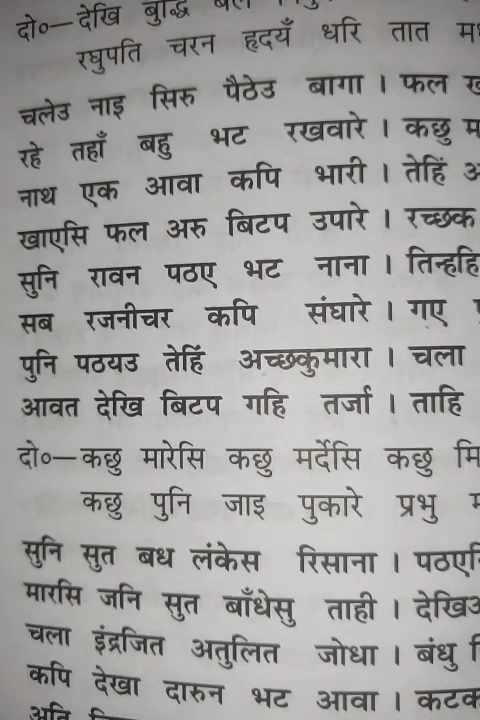 दो०— देखि बुद्धि बल
रघुपति चरन हृदयँ धरि तात
चलेउ नाइ सिरु पैठेउ बागा । फल
रहे तहाँ बहु भट रखवारे । कछु
नाथ एक आवा कपि भारी । तेहिं
खाएसि फल अरु बिटप उपारे । रच्छक
सुनि रावन पठए भट नाना । तिन्हहि
सब रजनीचर कपि संघारे । गए
पुनि पठयउ तेहिं अच्छकुमारा । चला
आवत देखि बिटप गहि तर्जा । ताहि
दो०— कछु मारेसि कछु मर्देसि कछु
कछु पुनि जाइ पुकारे प्रभु
सुनि सुत बध लंकेस रिसाना । पठएसि
मारसि जनि सुत बाँधेसु ताही । देखिअ
चला इंद्रजित अतुलित जोधा । बंधु
कपि देखा दारुन भट आवा । कटक
अति